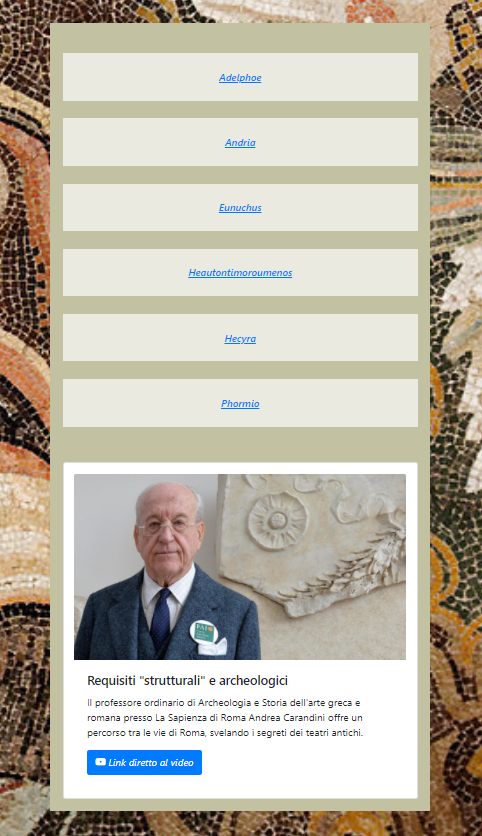 Adelphoe
Andria
Eunuchus
Heautontimoroumenos
Hecyra
Phormio
FAI
Requisiti "strutturali" e archeologici
Il professore ordinario di Archeologia e Storia dell'arte greca e
romana presso La Sapienza di Roma Andrea Carandini offre un
percorso tra le vie di Roma, svelando i segreti dei teatri antichi.
Link diretto al video